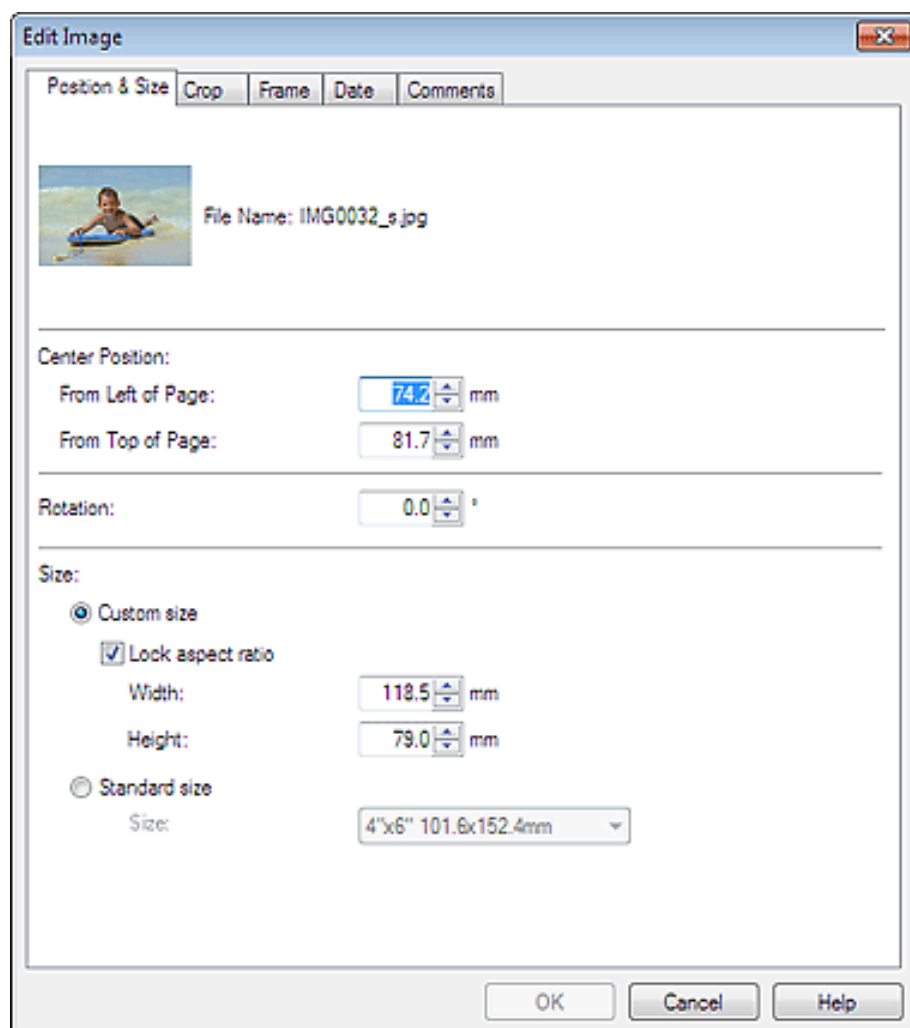 Edit Image
Position & Size Crop Frame Date Comments
File Name: IMG0032_s.jpg
Center Position:
From Left of Page: 74.2 mm
From Top of Page: 81.7 mm
Rotation: 0.0 °
Size:
Custom size
Lock aspect ratio
Width: 118.5 mm
Height: 79.0 mm
Standard size
Size: 4"x6" 101.6x152.4mm
OK Cancel Help